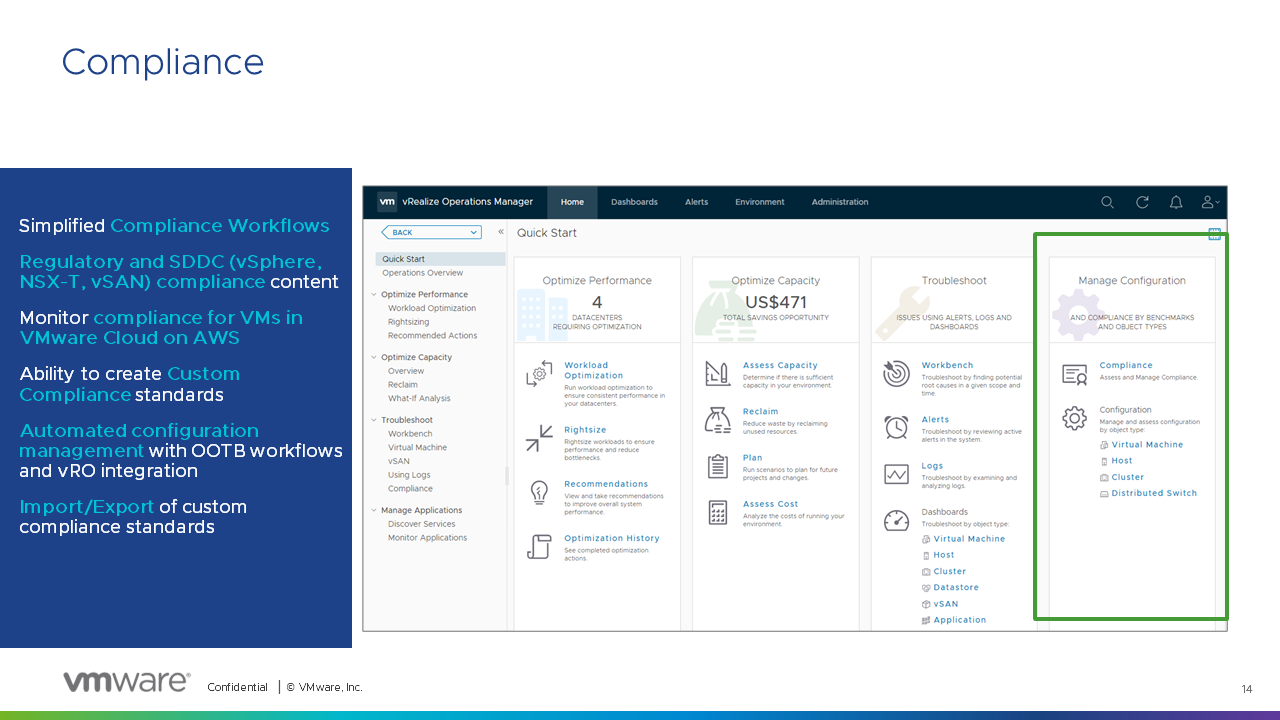 Compliance
Simplified Compliance Workflows
Regulatory and SDDC (vSphere,
NSX-T, vSAN) compliance content
Monitor compliance for VMs in
VMware Cloud on AWS
Ability to create Custom
Compliance standards
Automated configuration
management with OOTB workflows
and vRO integration
Import/Export of custom
compliance standards
vm vRealize Operations Manager
Home
Dashboards
Alerts
Environment
Administration
BACK
Quick Start
Operations Overview
Optimize Performance
Workload Optimization
Rightsizing
Recommended Actions
Optimize Capacity
Overview
Reclaim
What-If Analysis
Troubleshoot
Workbench
Virtual Machine
vSAN
Using Logs
Compliance
Manage Applications
Discover Services
Monitor Applications
Quick Start
Optimize Performance
4
DATACENTERS
REQUIRING OPTIMIZATION
Workload
Optimization
Run workload optimization to
ensure consistent performance in
your datacenters.
Rightsize
Rightsize workloads to ensure
performance and reduce
bottlenecks.
Recommendations
View and take recommendations
to improve overall system
performance.
Optimization History
See completed optimization
actions.
Optimize Capacity
US$471
TOTAL SAVINGS OPPORTUNITY
Assess Capacity
Determine if there is sufficient
capacity in your environment.
Reclaim
Reduce waste by reclaiming
unused resources.
Plan
Run scenarios to plan for future
projects and changes.
Assess Cost
Analyze the costs of running your
environment.
Troubleshoot
ISSUES USING ALERTS, LOGS AND
DASHBOARDS
Workbench
Troubleshoot by finding potential
root causes in a given scope and
time.
Alerts
Troubleshoot by reviewing active
alerts in the system.
Logs
Troubleshoot by examining and
analyzing logs.
Dashboards
Troubleshoot by object type:
Virtual Machine
Host
Cluster
Datastore
vSAN
Application
Manage Configuration
AND COMPLIANCE BY BENCHMARKS
AND OBJECT TYPES
Compliance
Assess and Manage Compliance.
Configuration
Manage and assess configuration
by object type:
Virtual Machine
Host
Cluster
Distributed Switch
vmware®
Confidential | © VMware, Inc.
14